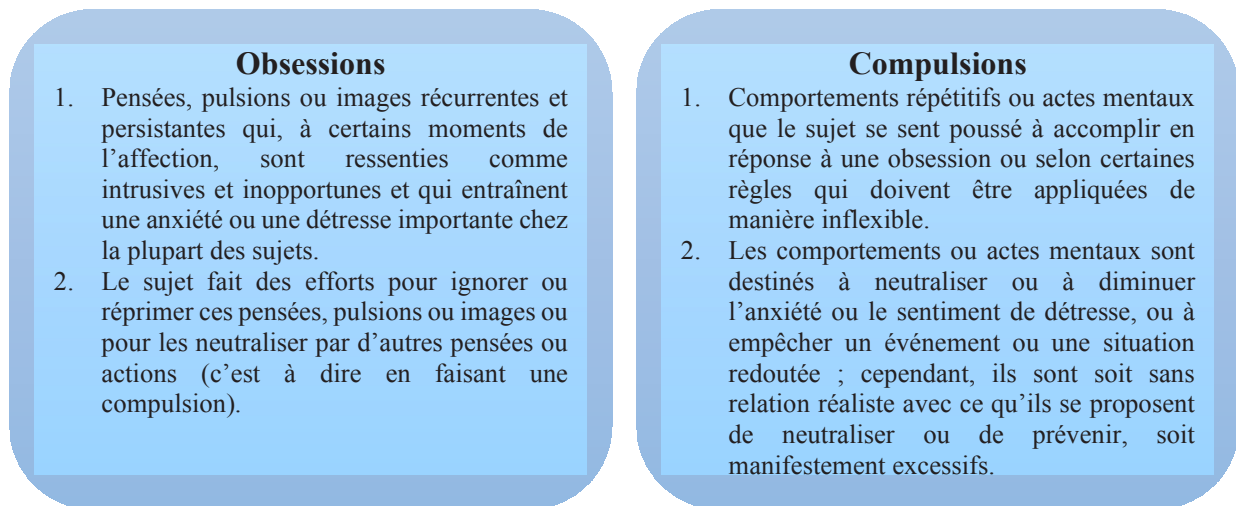 Obsessions
1. Pensées, pulsions ou images récurrentes et
persistantes qui, à certains moments de
l’affection, sont ressenties comme
intrusives et inopportunes et qui entraînent
une anxiété ou une détresse importante chez
la plupart des sujets.
2. Le sujet fait des efforts pour ignorer ou
réprimer ces pensées, pulsions ou images ou
pour les neutraliser par d’autres pensées ou
actions (c’est à dire en faisant une
compulsion).
Compulsions
1. Comportements répétitifs ou actes mentaux
que le sujet se sent poussé à accomplir en
réponse à une obsession ou selon certaines
règles qui doivent être appliquées de
manière inflexible.
2. Les comportements ou actes mentaux sont
destinés à neutraliser ou à diminuer
l’anxiété ou le sentiment de détresse, ou à
empêcher un événement ou une situation
redoutée ; cependant, ils sont soit sans
relation réaliste avec ce qu’ils se proposent
de neutraliser ou de prévenir, soit
manifestement excessifs.